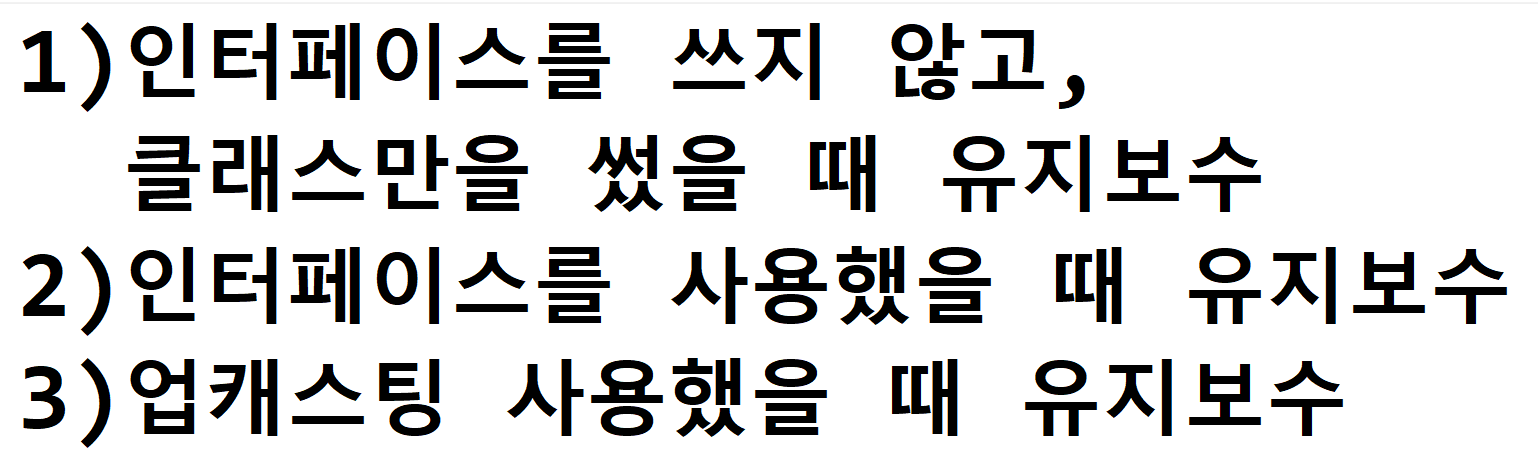 1)인터페이스를 쓰지 않고,
클래스만을 썼을 때 유지보수
2)인터페이스를 사용했을 때 유지보수
3)업캐스팅 사용했을 때 유지보수